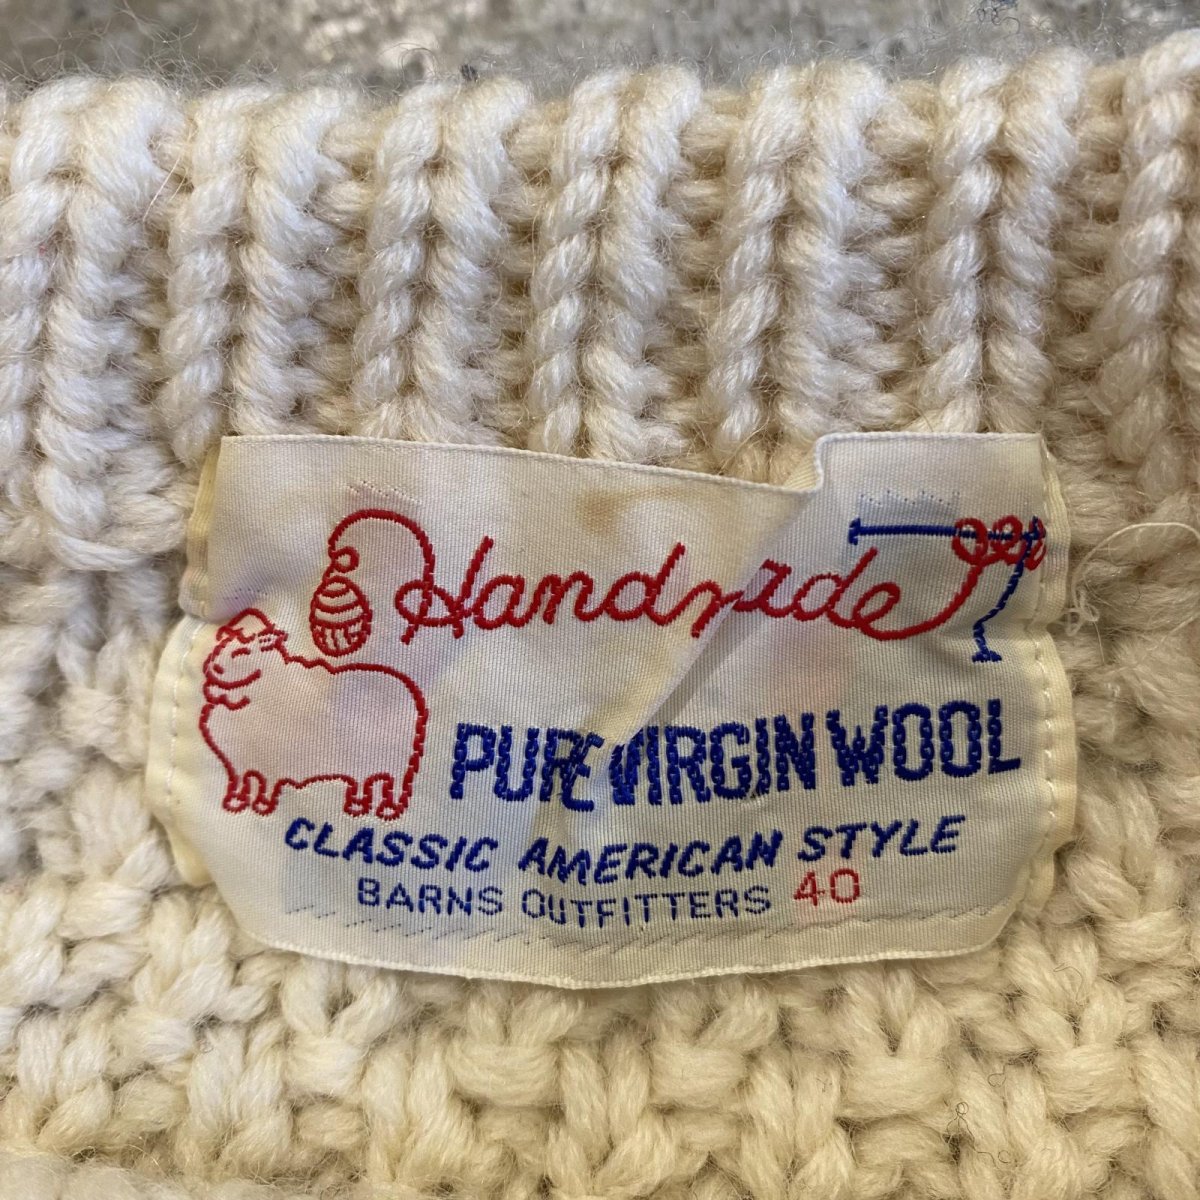 Handmade
PURE VIRGIN WOOL
CLASSIC AMERICAN STYLE
BARNS OUTFITTERS 40